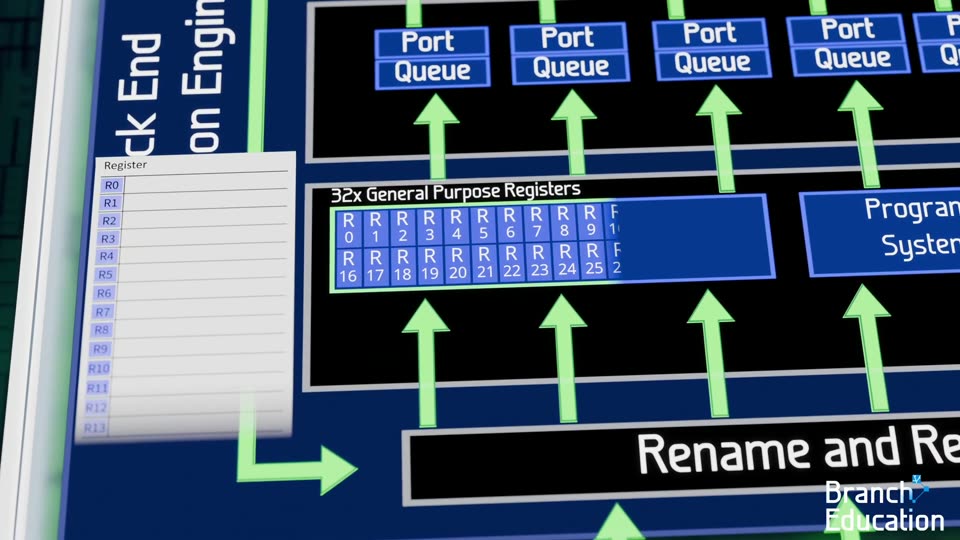 ck End
on Engin
Port
Queue
Port
Queue
Port
Queue
Port
Queue
P
Q
Register
R0
R1
R2
R3
R4
R5
R6
R7
R8
R9
R10
R11
R12
R13
32x General Purpose Registers
R R R R R R R R R R
0 1 2 3 4 5 6 7 8 9
R R R R R R R R R R
16 17 18 19 20 21 22 23 24 25
Program
System
Rename and Re
Branch
Education